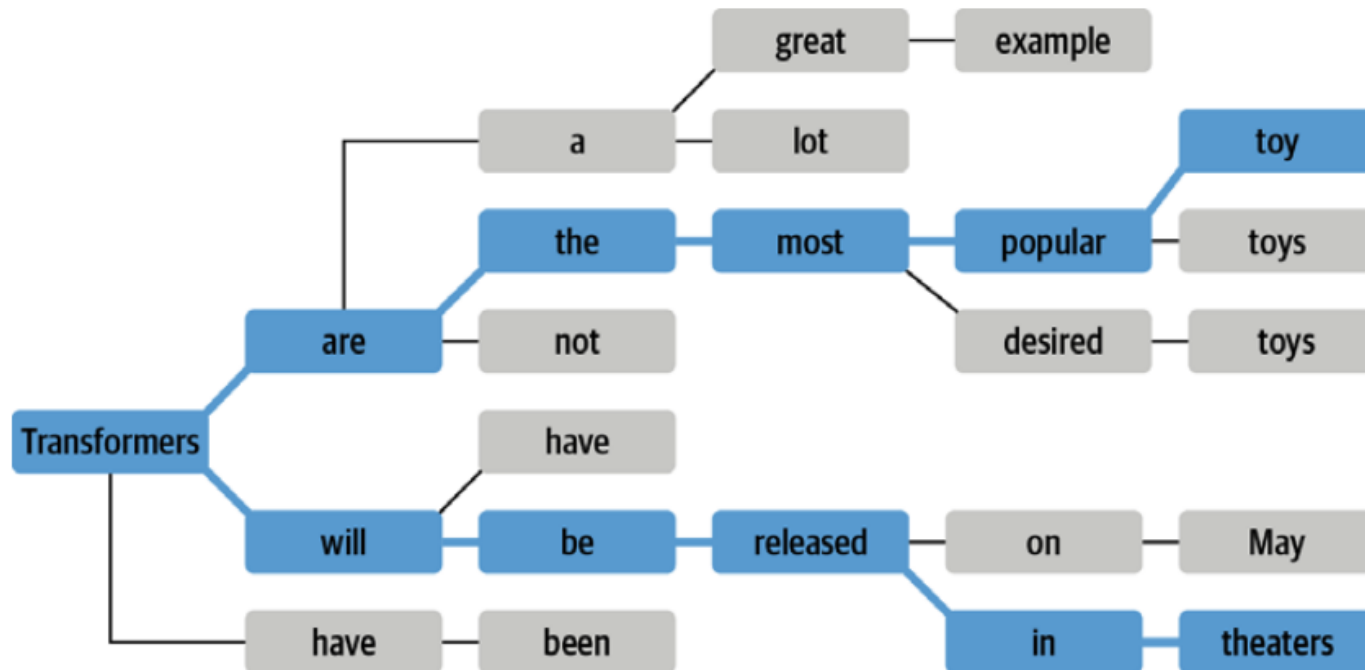 great example
a lot toy
the most popular toys
are not desired toys
Transformers have
will be released on May
have been in theaters